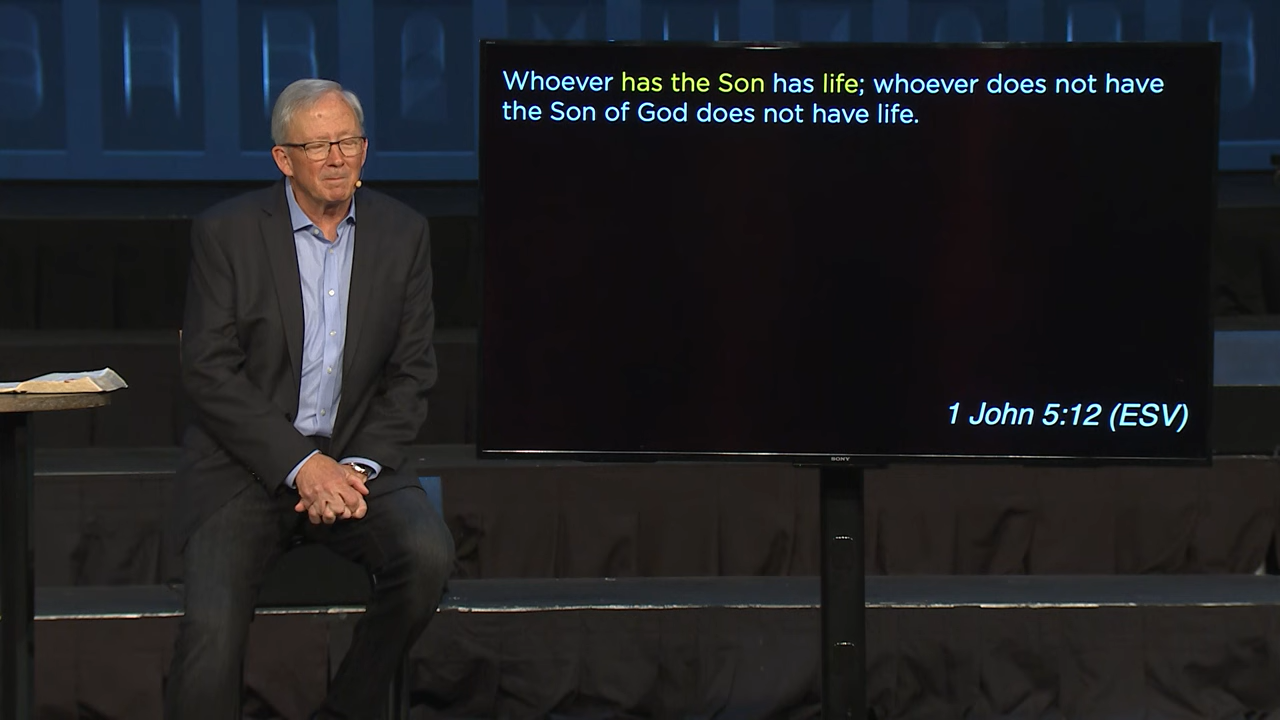 Whoever has the Son has life; whoever does not have
the Son of God does not have life.
1 John 5:12 (ESV)
SONY